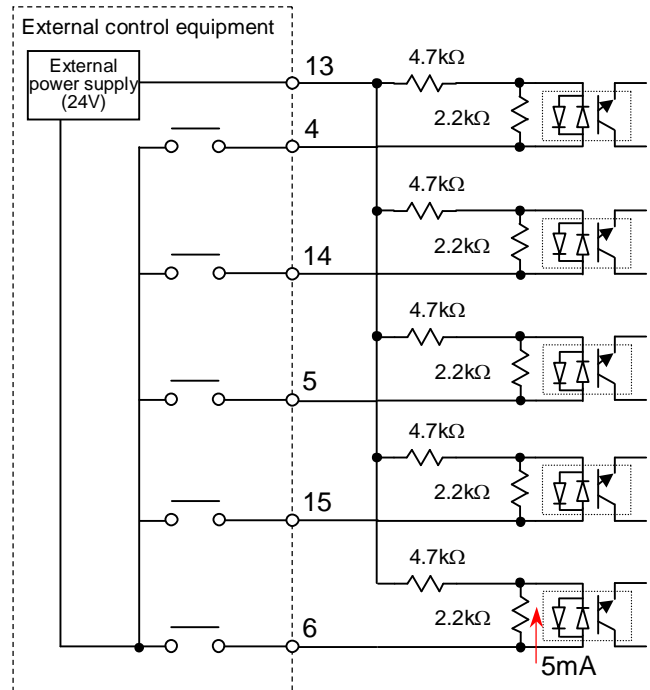 External control equipment
External
power supply
(24V)
13
4.7kΩ
2.2kΩ
4
4.7kΩ
2.2kΩ
14
4.7kΩ
2.2kΩ
5
4.7kΩ
2.2kΩ
15
4.7kΩ
2.2kΩ
6
5mA